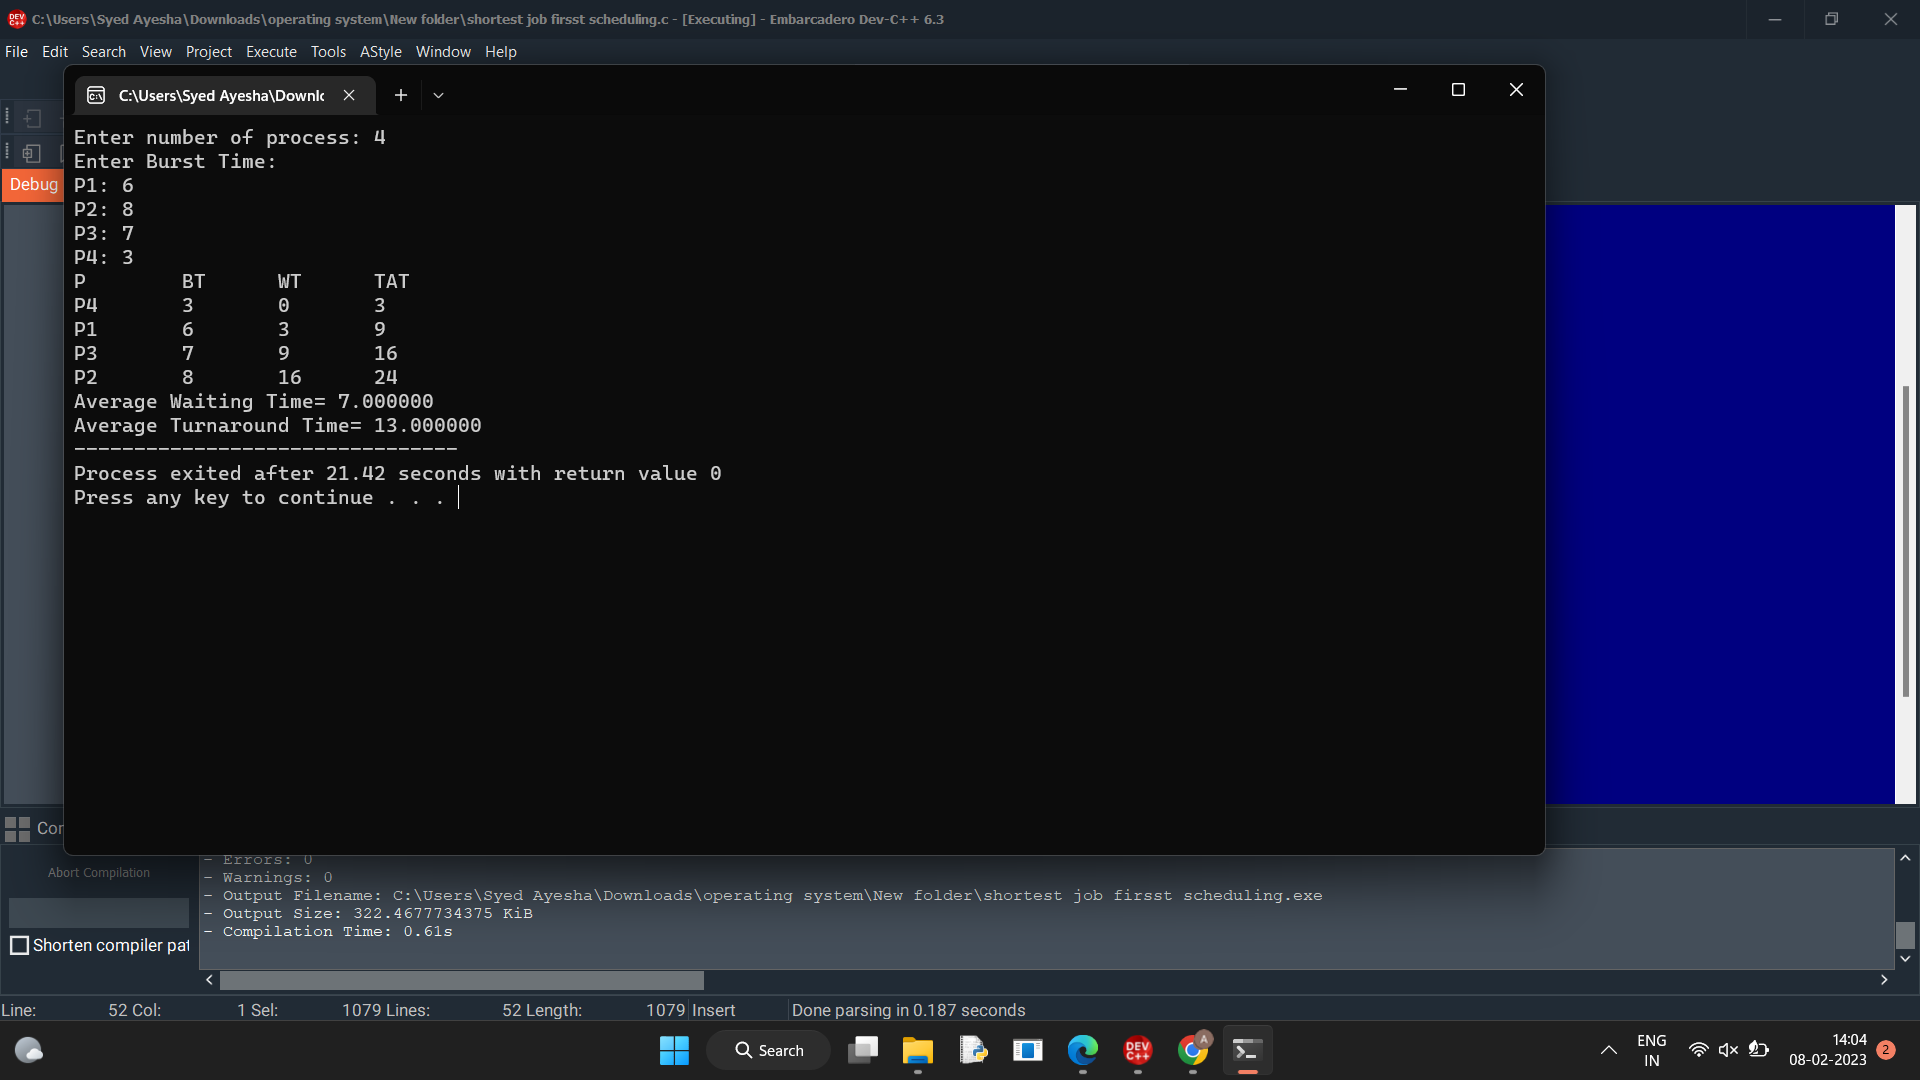 C:\Users\Syed Ayesha\Downloads\operating system\New folder\shortest job firsst scheduling.c - [Executing] - Embarcadero Dev-C++ 6.3
File Edit Search View Project Execute Tools AStyle Window Help
C:\Users\Syed Ayesha\Downlo
Debug
Enter number of process: 4
Enter Burst Time:
P1: 6
P2: 8
P3: 7
P4: 3
P BT WT TAT
P4 3 0 3
P1 6 3 9
P3 7 9 16
P2 8 16 24
Average Waiting Time= 7.000000
Average Turnaround Time= 13.000000
--------------------------------
Process exited after 21.42 seconds with return value 0
Press any key to continue . . .
Abort Compilation
Shorten compiler pat
- Errors: 0
- Warnings: 0
- Output Filename: C:\Users\Syed Ayesha\Downloads\operating system\New folder\shortest job firsst scheduling.exe
- Output Size: 322.4677734375 KiB
- Compilation Time: 0.61s
Line: 52 Col: 1 Sel: 1079 Lines: 52 Length: 1079 Insert Done parsing in 0.187 seconds
Search
DEV C++
A
ENG
IN
14:04
08-02-2023
2